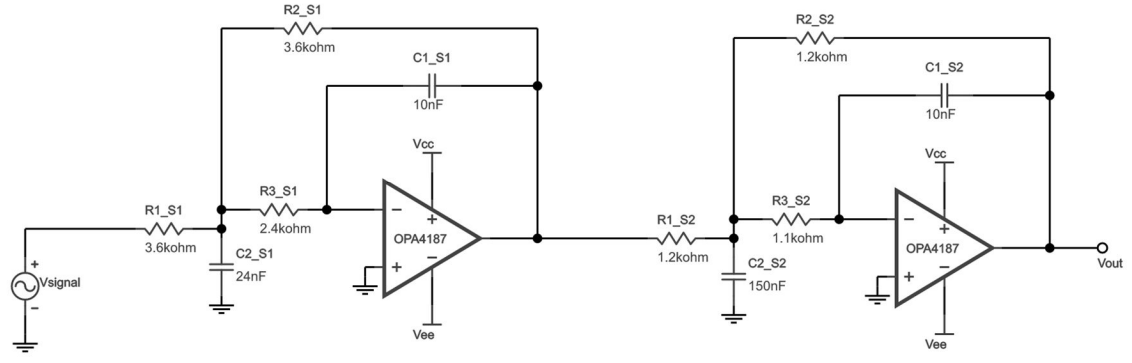 R2_S1
3.6kohm
C1_S1
10nF
Vcc
R1_S1
3.6kohm
R3_S1
2.4kohm
−
+
OPA4187
+
−
C2_S1
24nF
+
Vsignal
−
Vee
R2_S2
1.2kohm
C1_S2
10nF
Vcc
R1_S2
1.2kohm
R3_S2
1.1kohm
−
+
OPA4187
+
−
C2_S2
150nF
Vee
Vout